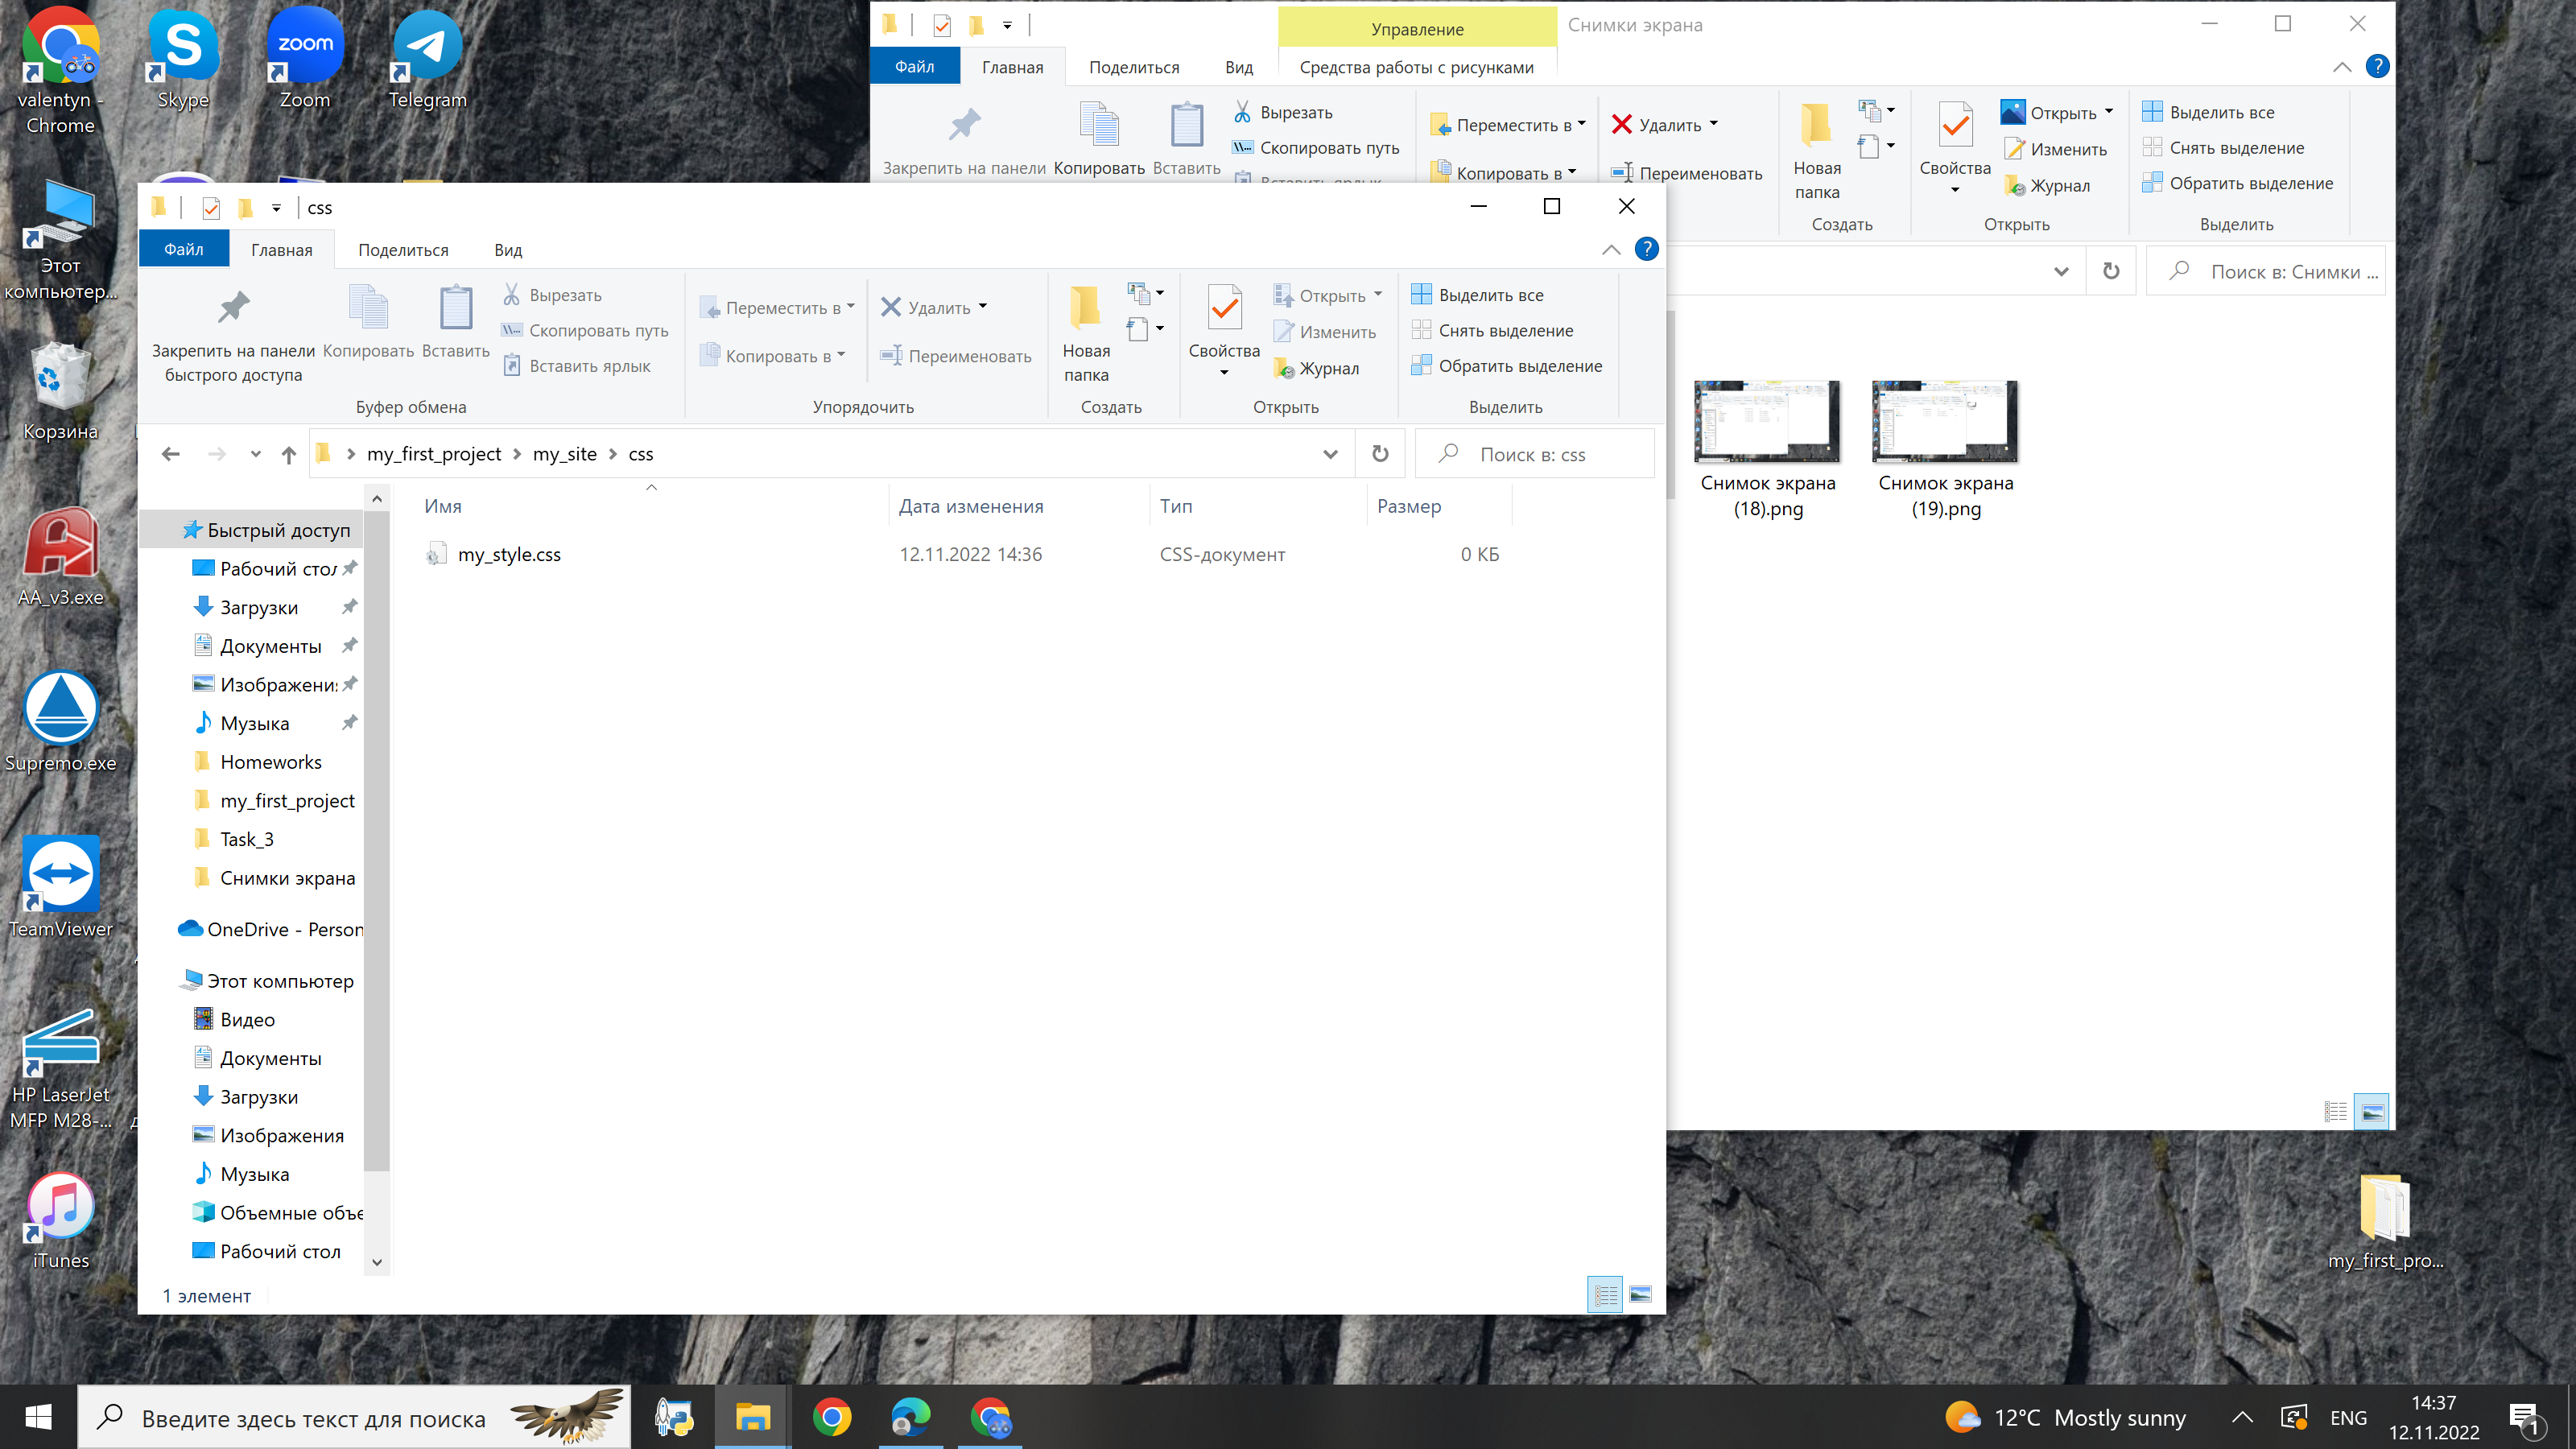 valentyn -
Chrome
Skype
Zoom
Telegram
Этот
компьютер...
Корзина
AA_v3.exe
Supremo.exe
TeamViewer
HP LaserJet
MFP M28-...
iTunes
Управление
Снимки экрана
Файл
Главная
Поделиться
Вид
Средства работы с рисунками
Закрепить на панели
Копировать
Вставить
Вырезать
Скопировать путь
Вставить ярлык
Переместить в
Копировать в
Удалить
Переименовать
Новая
папка
Создать
Свойства
Открыть
Изменить
Журнал
Открыть
Выделить все
Снять выделение
Обратить выделение
Выделить
Поиск в: Снимки ...
Снимок экрана
(18).png
Снимок экрана
(19).png
css
Файл
Главная
Поделиться
Вид
Закрепить на панели
быстрого доступа
Копировать
Вставить
Вырезать
Скопировать путь
Вставить ярлык
Буфер обмена
Переместить в
Копировать в
Удалить
Переименовать
Упорядочить
Новая
папка
Создать
Свойства
Открыть
Изменить
Журнал
Открыть
Выделить все
Снять выделение
Обратить выделение
Выделить
my_first_project
my_site
css
Поиск в: css
Имя
Дата изменения
Тип
Размер
my_style.css
12.11.2022 14:36
CSS-документ
0 КБ
Быстрый доступ
Рабочий стол
Загрузки
Документы
Изображения
Музыка
Homeworks
my_first_project
Task_3
Снимки экрана
OneDrive - Person
Этот компьютер
Видео
Документы
Загрузки
Изображения
Музыка
Объемные объе
Рабочий стол
1 элемент
my_first_pro...
Введите здесь текст для поиска
12°C Mostly sunny
ENG
14:37
12.11.2022
1